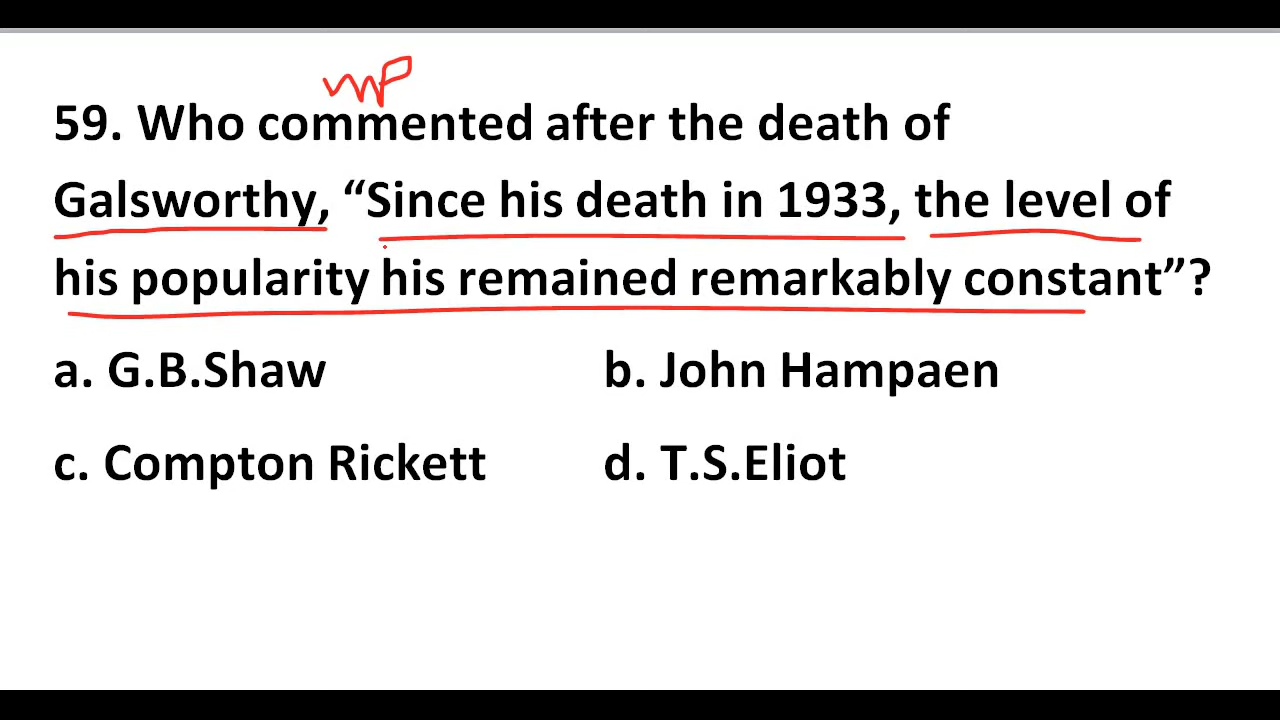 59. Who commented after the death of
Galsworthy, “Since his death in 1933, the level of
his popularity his remained remarkably constant”?
a. G.B.Shaw b. John Hampaen
c. Compton Rickett d. T.S.Eliot